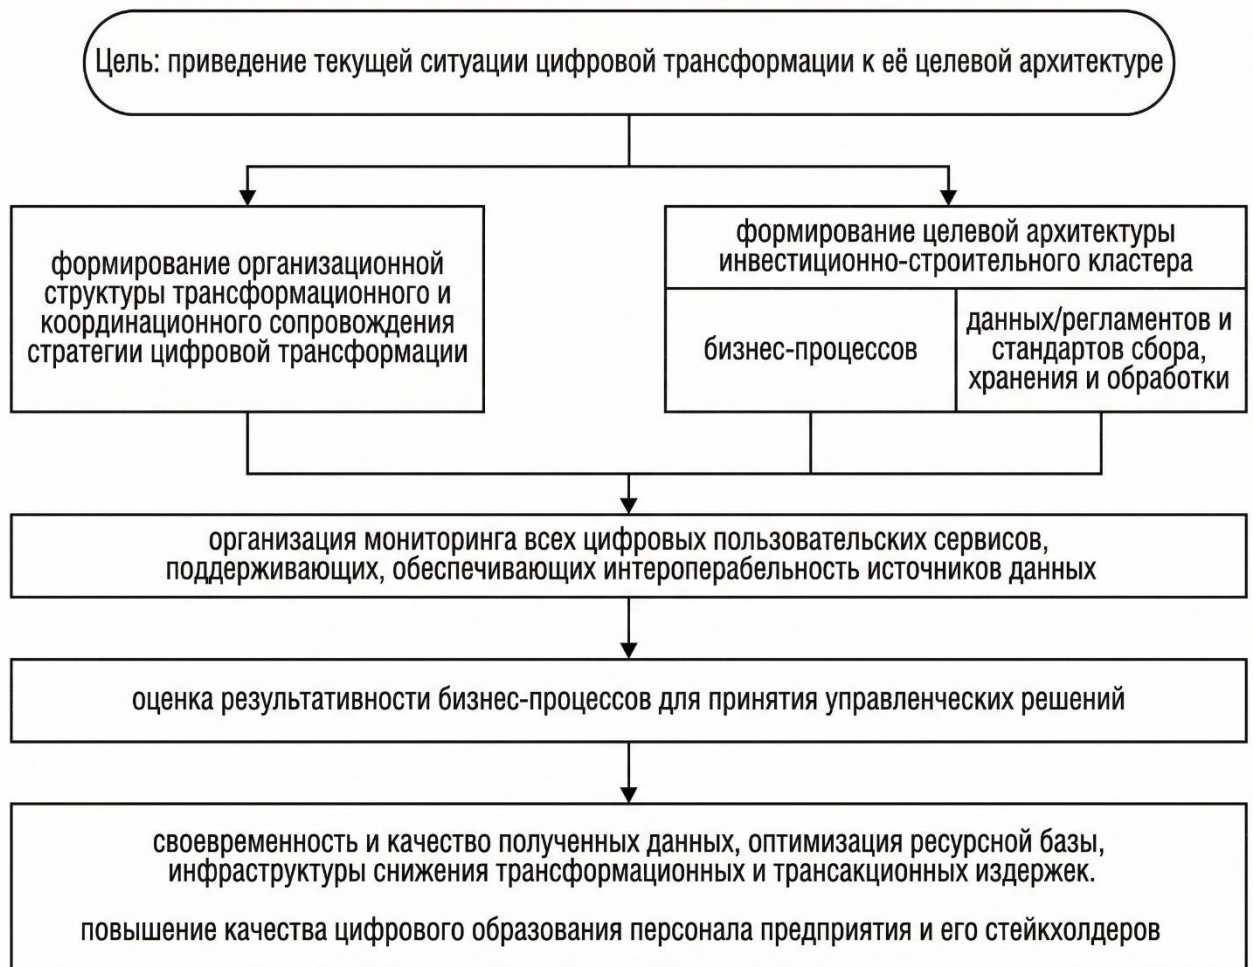 Цель: приведение текущей ситуации цифровой трансформации к её целевой архитектуре
формирование организационной
структуры трансформационного и
координационного сопровождения
стратегии цифровой трансформации
формирование целевой архитектуры
инвестиционно-строительного кластера
бизнес-процессов
данных/регламентов и
стандартов сбора,
хранения и обработки
организация мониторинга всех цифровых пользовательских сервисов,
поддерживающих, обеспечивающих интероперабельность источников данных
оценка результативности бизнес-процессов для принятия управленческих решений
своевременность и качество полученных данных, оптимизация ресурсной базы,
инфраструктуры снижения трансформационных и трансакционных издержек.
повышение качества цифрового образования персонала предприятия и его стейкхолдеров